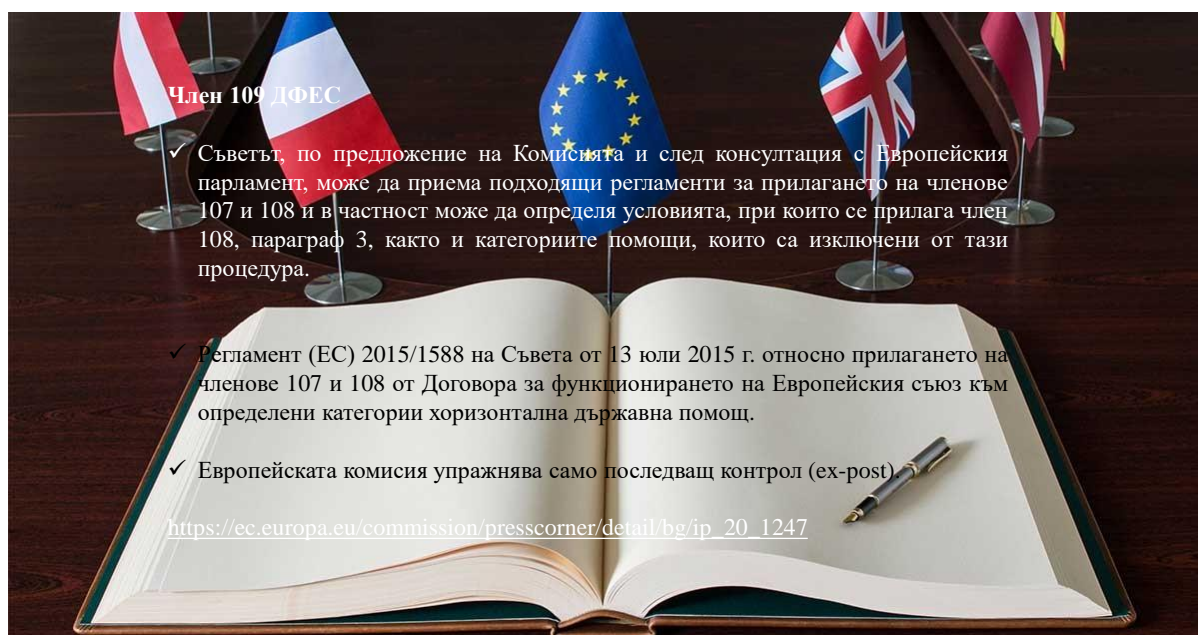 Член 109 ДФЕС
✓ Съветът, по предложение на Комисията и след консултация с Европейския
парламент, може да приема подходящи регламенти за прилагането на членове
107 и 108 и в частност може да определя условията, при които се прилага член
108, параграф 3, както и категориите помощи, които са изключени от тази
процедура.
✓ Регламент (ЕС) 2015/1588 на Съвета от 13 юли 2015 г. относно прилагането на
членове 107 и 108 от Договора за функционирането на Европейския съюз към
определени категории хоризонтална държавна помощ.
✓ Европейската комисия упражнява само последващ контрол (ex-post).
https://ec.europa.eu/commission/presscorner/detail/bg/ip_20_1247